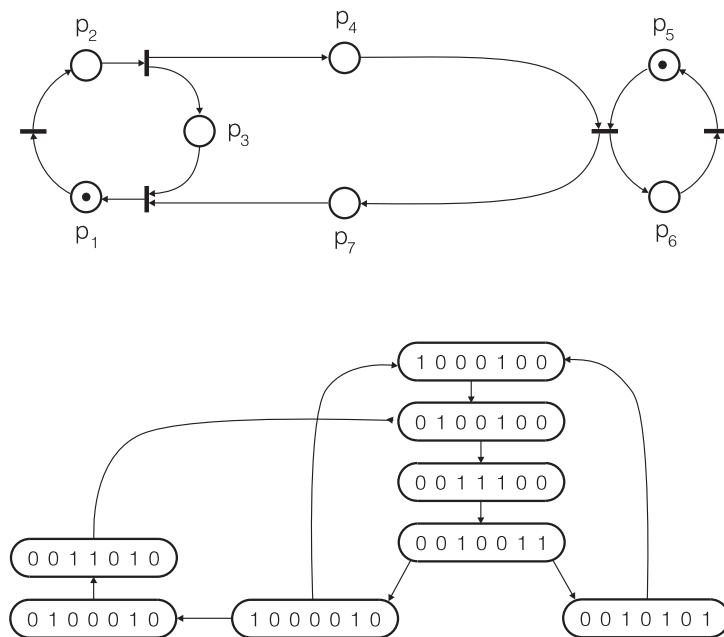 p2
p4
p5
p3
p1
p7
p6
1 0 0 0 1 0 0
0 1 0 0 1 0 0
0 0 1 1 1 0 0
0 0 1 0 0 1 1
0 0 1 1 0 1 0
0 1 0 0 0 1 0
1 0 0 0 0 1 0
0 0 1 0 1 0 1